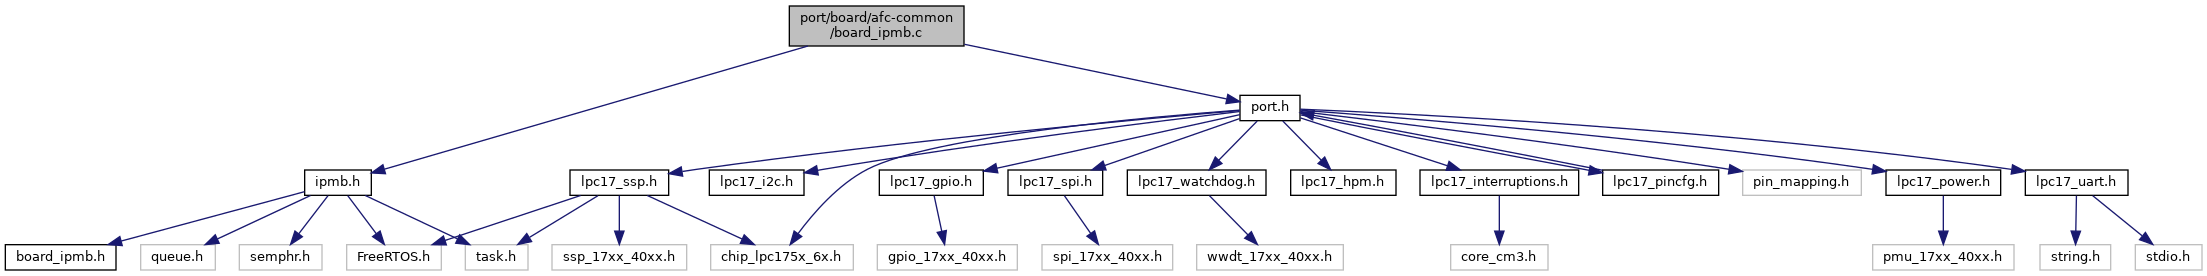 port/board/afc-common
/board_ipmb.c
port.h
ipmb.h
lpc17_ssp.h
lpc17_i2c.h
lpc17_gpio.h
lpc17_spi.h
lpc17_watchdog.h
lpc17_hpm.h
lpc17_interruptions.h
lpc17_pincfg.h
pin_mapping.h
lpc17_power.h
lpc17_uart.h
board_ipmb.h
queue.h
semphr.h
FreeRTOS.h
task.h
ssp_17xx_40xx.h
chip_lpc175x_6x.h
gpio_17xx_40xx.h
spi_17xx_40xx.h
wwdt_17xx_40xx.h
core_cm3.h
pmu_17xx_40xx.h
string.h
stdio.h